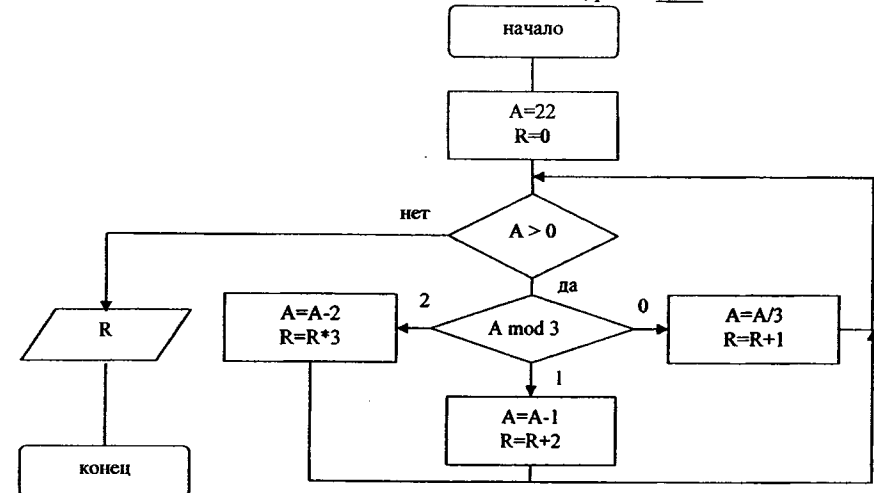 начало
A=22
R=0
нет
A > 0
да
2
0
A=A-2
R=R*3
A mod 3
A=A/3
R=R+1
R
1
A=A-1
R=R+2
конец